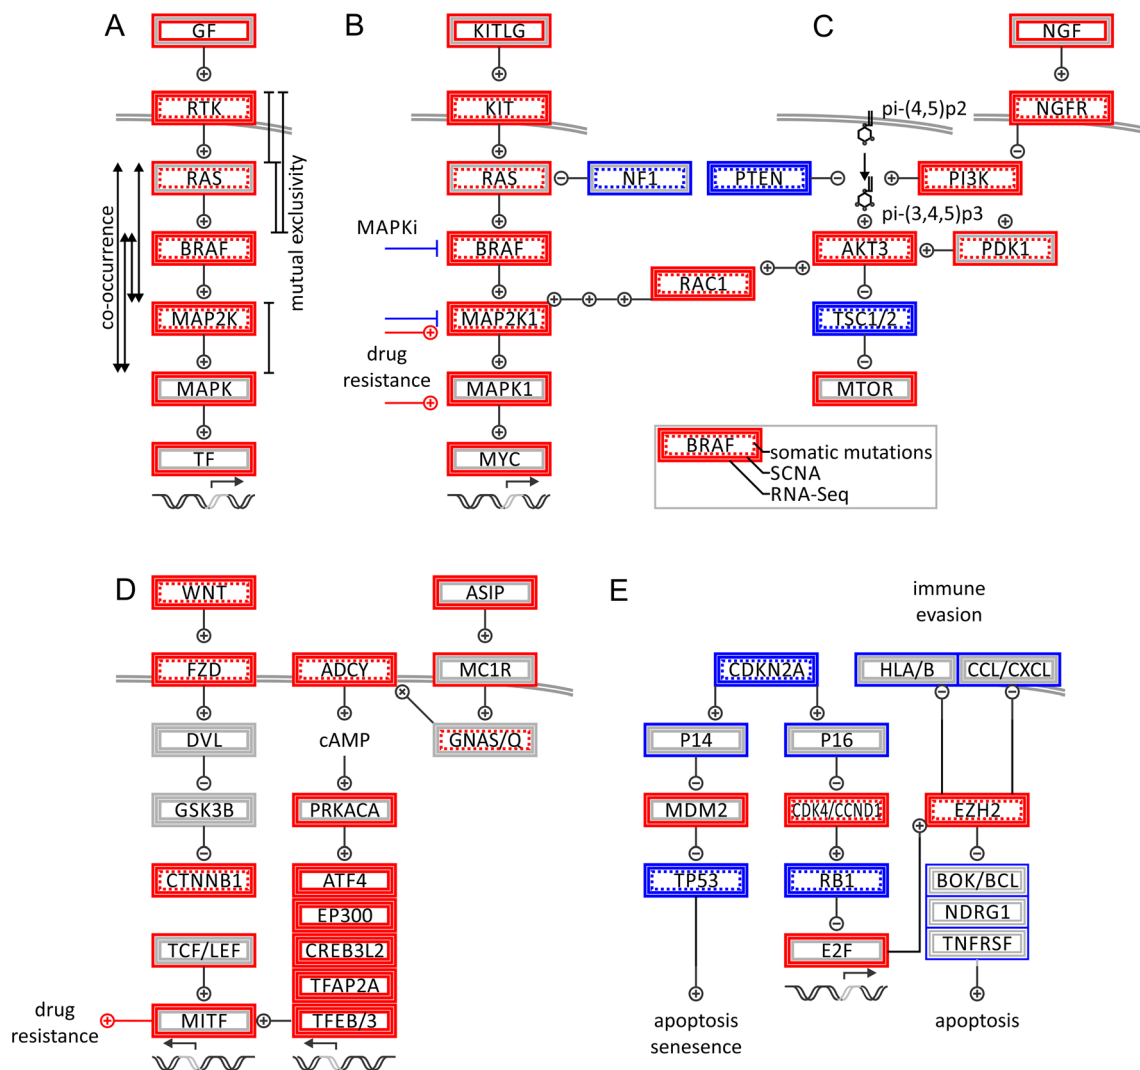 A
GF
RTK
RAS
BRAF
MAP2K
MAPK
TF
co-occurrence
mutual exclusivity
B
KITLG
KIT
RAS
NF1
MAPKi
BRAF
MAP2K1
drug
resistance
MAPK1
MYC
RAC1
C
NGF
NGFR
pi-(4,5)p2
PTEN
PI3K
pi-(3,4,5)p3
AKT3
PDK1
TSC1/2
MTOR
BRAF
somatic mutations
SCNA
RNA-Seq
D
WNT
FZD
DVL
GSK3B
CTNNB1
TCF/LEF
MITF
drug
resistance
ADCY
cAMP
PRKACA
ATF4
EP300
CREB3L2
TFAP2A
TFEB/3
ASIP
MC1R
GNAS/Q
E
immune
evasion
CDKN2A
HLA/B
CCL/CXCL
P14
P16
MDM2
CDK4/CCND1
EZH2
TP53
RB1
BOK/BCL
NDRG1
TNFRSF
E2F
apoptosis
senesence
apoptosis